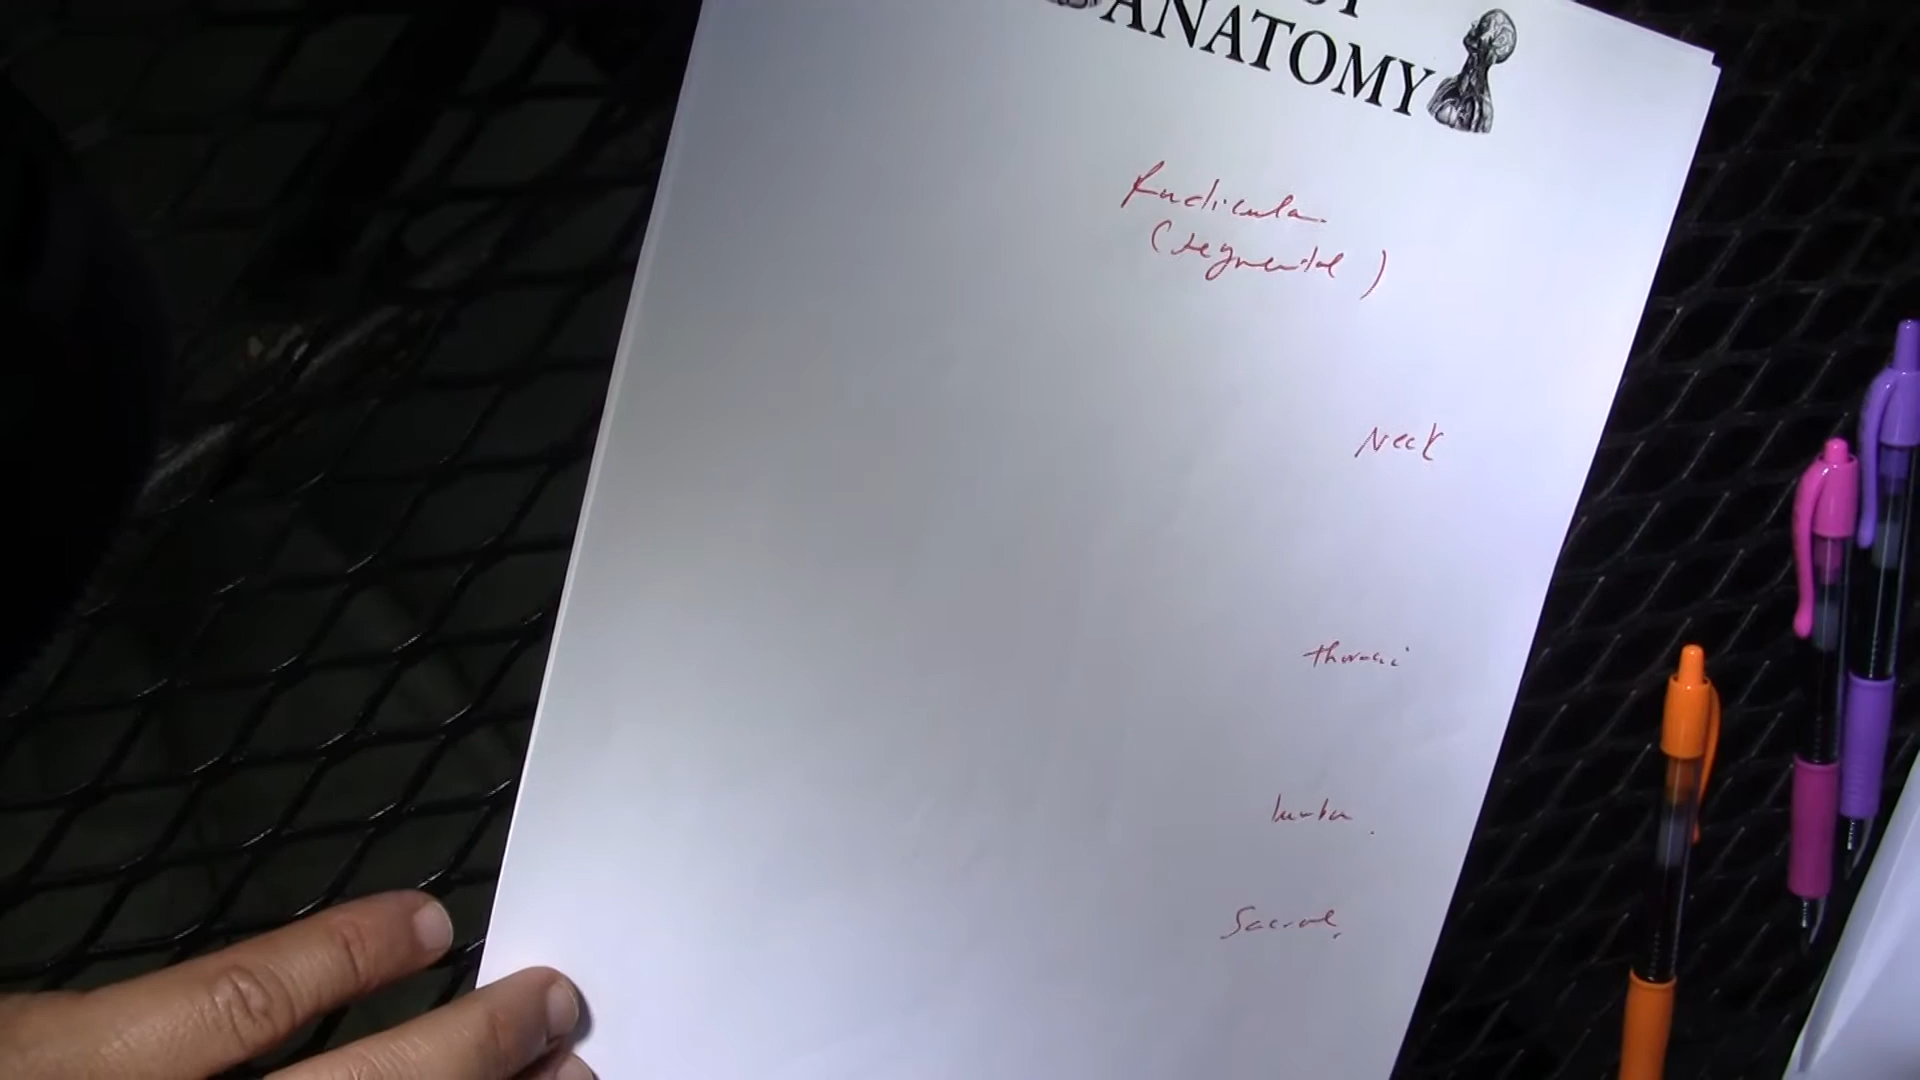 ANATOMY
Radicular
(segmental)
Neck
thoracic
lumbar
Sacral